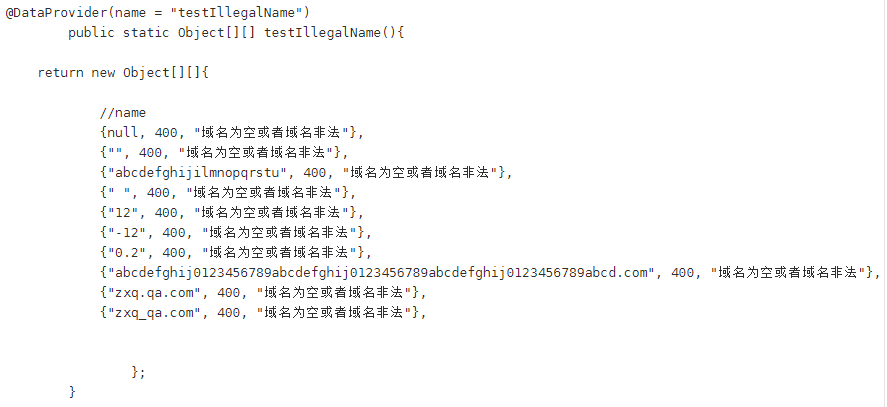 @DataProvider(name = "testIllegalName")
public static Object[][] testIllegalName(){
return new Object[][]{
//name
{null, 400, "域名为空或者域名非法"},
{"", 400, "域名为空或者域名非法"},
{"abcdefghijilmnopqrstu", 400, "域名为空或者域名非法"},
{" ", 400, "域名为空或者域名非法"},
{"12", 400, "域名为空或者域名非法"},
{"-12", 400, "域名为空或者域名非法"},
{"0.2", 400, "域名为空或者域名非法"},
{"abcdefghij0123456789abcdefghij0123456789abcdefghij0123456789abcd.com", 400, "域名为空或者域名非法"},
{"zxq.qa.com", 400, "域名为空或者域名非法"},
{"zxq_qa.com", 400, "域名为空或者域名非法"},
};
}